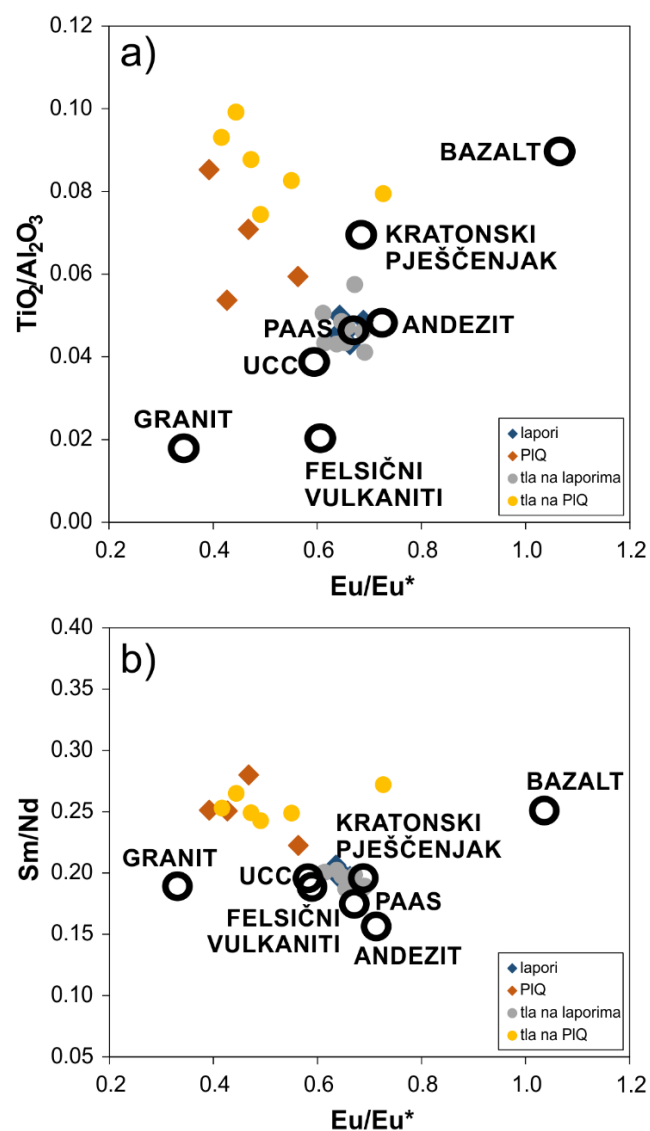 a)
0.12
0.10
0.08
0.06
0.04
0.02
0.00
TiO₂/Al₂O₃
BAZALT
KRATONSKI
PJEŠČENJAK
PAAS
ANDEZIT
UCC
GRANIT
FELSIČNI
VULKANITI
lapori
PIQ
tla na laporima
tla na PIQ
0.2 0.4 0.6 0.8 1.0 1.2
Eu/Eu*
b)
0.40
0.35
0.30
0.25
0.20
0.15
0.10
0.05
Sm/Nd
BAZALT
KRATONSKI
PJEŠČENJAK
GRANIT
UCC
PAAS
FELSIČNI
VULKANITI
ANDEZIT
lapori
PIQ
tla na laporima
tla na PIQ
0.2 0.4 0.6 0.8 1.0 1.2
Eu/Eu*